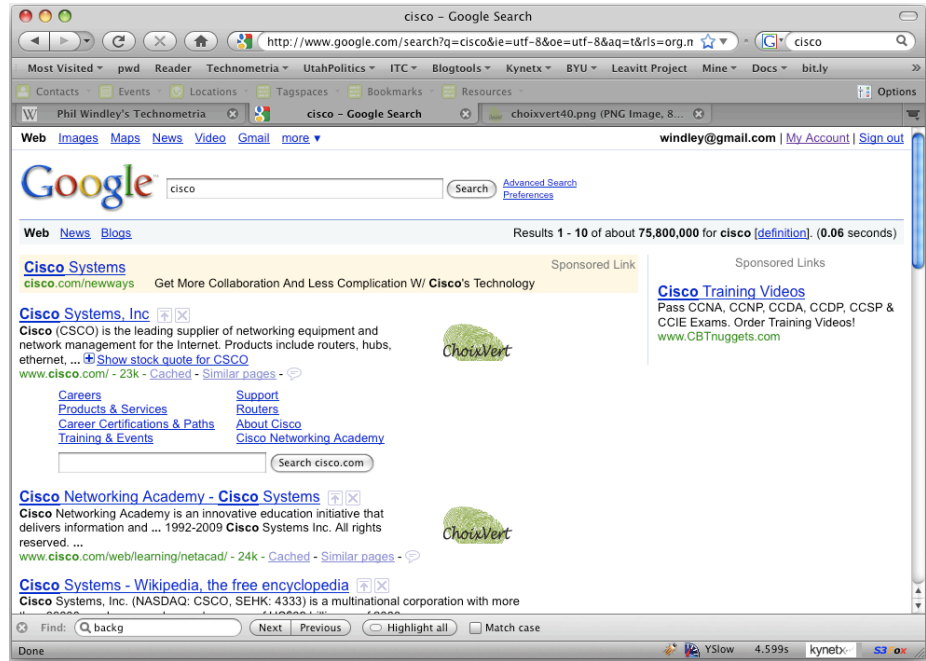 cisco - Google Search
http://www.google.com/search?q=cisco&ie=utf-8&oe=utf-8&aq=t&rls=org.n
cisco
Most Visited pwd Reader Technometria UtahPolitics ITC Blogtools Kynetx BYU Leavitt Project Mine Docs bit.ly »
Contacts Events Locations Tagspaces Bookmarks Resources Options
W Phil Windley's Technometria cisco - Google Search choixvert40.png (PNG Image, 8...
Web Images Maps News Video Gmail more ▼ windley@gmail.com | My Account | Sign out
Google cisco Search Advanced Search
Preferences
Web News Blogs Results 1 - 10 of about 75,800,000 for cisco [definition]. (0.06 seconds)
Cisco Systems Sponsored Link
cisco.com/newways Get More Collaboration And Less Complication W/ Cisco's Technology
Sponsored Links
Cisco Training Videos
Pass CCNA, CCNP, CCDA, CCDP, CCSP &
CCIE Exams. Order Training Videos!
www.CBTnuggets.com
Cisco Systems, Inc
Cisco (CSCO) is the leading supplier of networking equipment and
network management for the Internet. Products include routers, hubs,
ethernet, ... Show stock quote for CSCO
www.cisco.com/ - 23k - Cached - Similar pages -
ChoixVert
Careers Support
Products & Services Routers
Career Certifications & Paths About Cisco
Training & Events Cisco Networking Academy
Search cisco.com
Cisco Networking Academy - Cisco Systems
Cisco Networking Academy is an innovative education initiative that
delivers information and ... 1992-2009 Cisco Systems Inc. All rights
reserved. ...
www.cisco.com/web/learning/netacad/ - 24k - Cached - Similar pages -
ChoixVert
Cisco Systems - Wikipedia, the free encyclopedia
Cisco Systems, Inc. (NASDAQ: CSCO, SEHK: 4333) is a multinational corporation with more
Find: backg Next Previous Highlight all Match case
Done YSlow 4.599s kynetx S3Fox